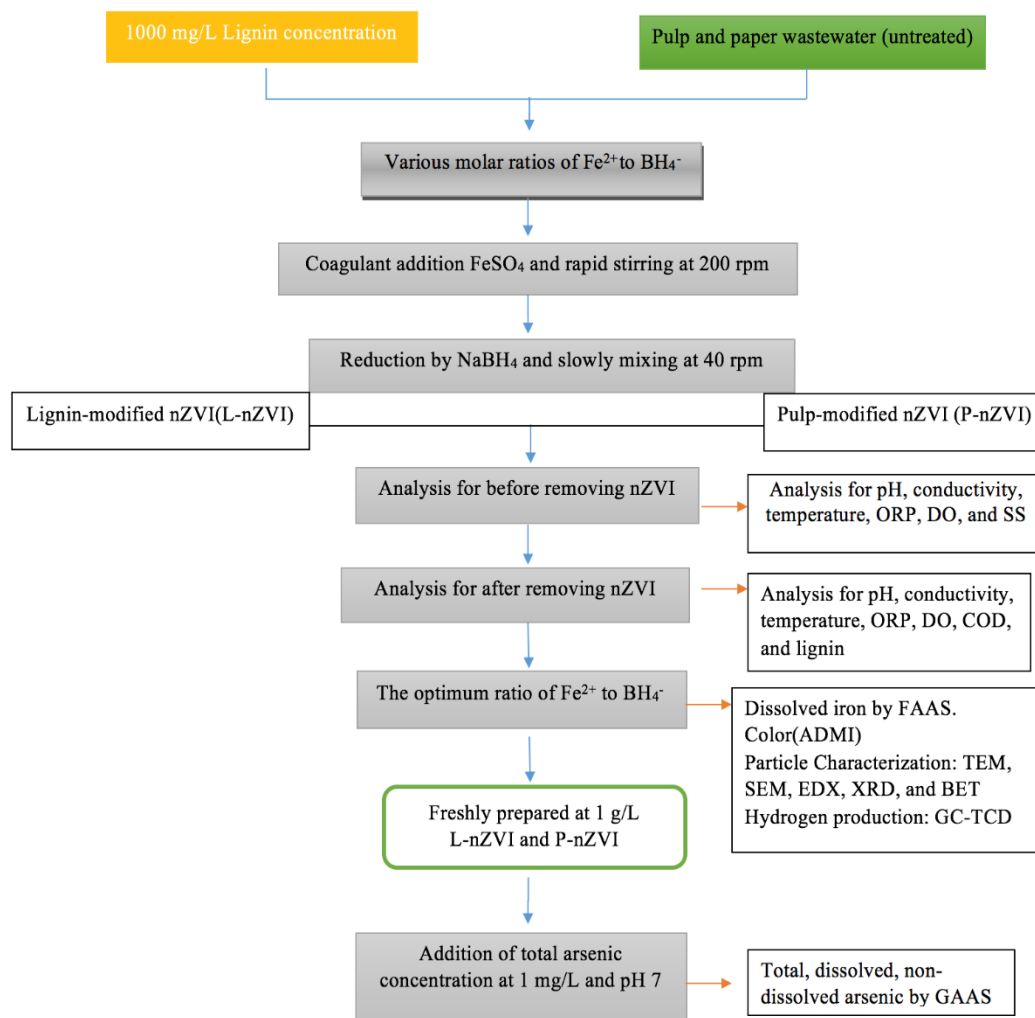 1000 mg/L Lignin concentration
Pulp and paper wastewater (untreated)
Various molar ratios of Fe²⁺ to BH₄⁻
Coagulant addition FeSO₄ and rapid stirring at 200 rpm
Reduction by NaBH₄ and slowly mixing at 40 rpm
Lignin-modified nZVI(L-nZVI)
Pulp-modified nZVI (P-nZVI)
Analysis for before removing nZVI
Analysis for pH, conductivity,
temperature, ORP, DO, and SS
Analysis for after removing nZVI
Analysis for pH, conductivity,
temperature, ORP, DO, COD,
and lignin
The optimum ratio of Fe²⁺ to BH₄⁻
Dissolved iron by FAAS.
Color(ADMI)
Particle Characterization: TEM,
SEM, EDX, XRD, and BET
Hydrogen production: GC-TCD
Freshly prepared at 1 g/L
L-nZVI and P-nZVI
Addition of total arsenic
concentration at 1 mg/L and pH 7
Total, dissolved, non-
dissolved arsenic by GAAS